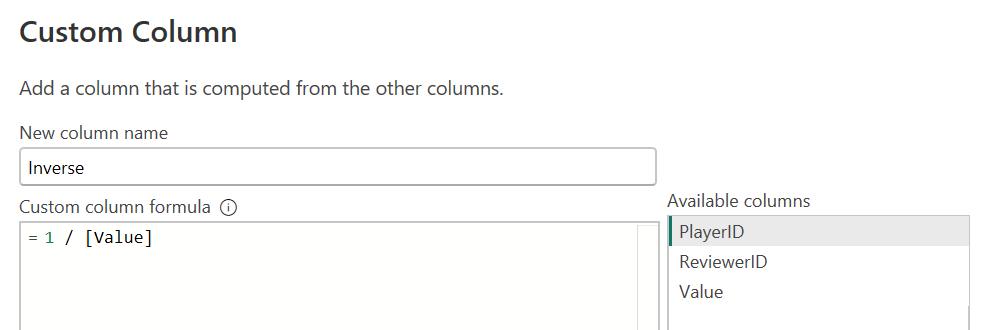 Custom Column
Add a column that is computed from the other columns.
New column name
Inverse
Custom column formula
= 1 / [Value]
Available columns
PlayerID
ReviewerID
Value